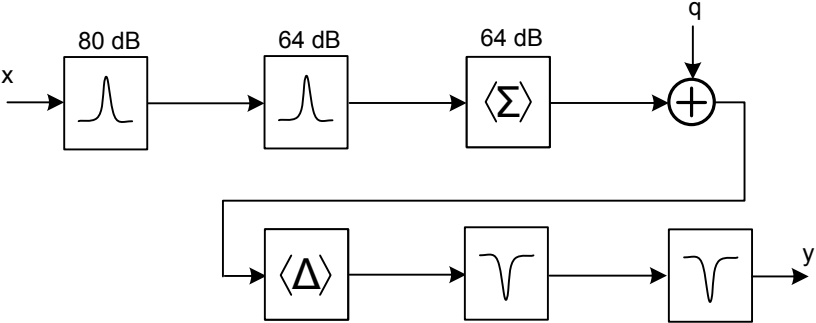 q
80 dB
64 dB
64 dB
x
⟨Σ⟩
+
⟨Δ⟩
y